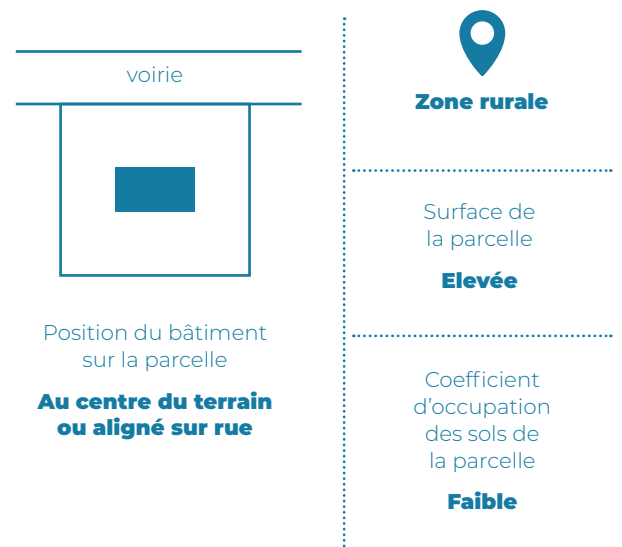 voirie
Position du bâtiment
sur la parcelle
Au centre du terrain
ou aligné sur rue
Zone rurale
Surface de
la parcelle
Elevée
Coefficient
d'occupation
des sols de
la parcelle
Faible